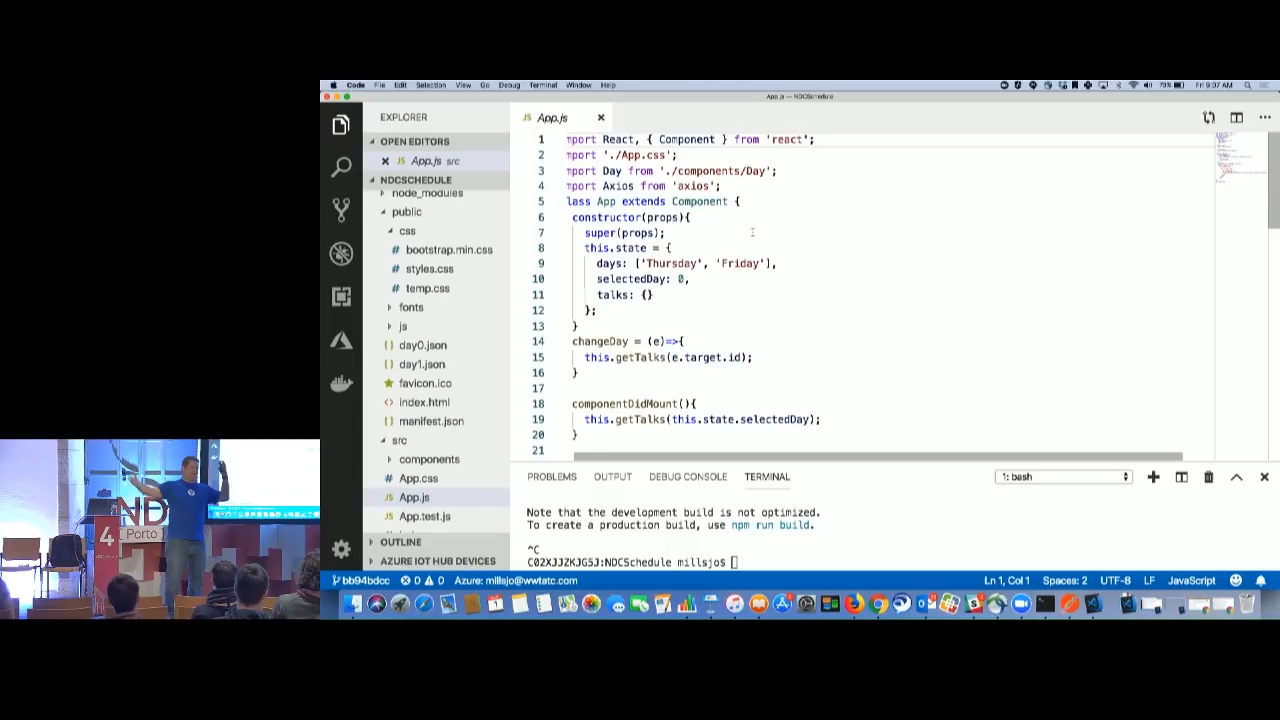 Code File Edit Selection View Go Debug Terminal Window Help
73% Fri 9:07 AM
App.js — NDCSchedule
EXPLORER
OPEN EDITORS
App.js src
NDCSCHEDULE
node_modules
public
css
bootstrap.min.css
styles.css
temp.css
fonts
js
day0.json
day1.json
favicon.ico
index.html
manifest.json
src
components
App.css
App.js
App.test.js
OUTLINE
AZURE IOT HUB DEVICES
JS App.js
1 mport React, { Component } from 'react';
2 mport './App.css';
3 mport Day from './components/Day';
4 mport Axios from 'axios';
5 lass App extends Component {
6 constructor(props){
7 super(props);
8 this.state = {
9 days: ['Thursday', 'Friday'],
10 selectedDay: 0,
11 talks: {}
12 };
13 }
14 changeDay = (e)=>{
15 this.getTalks(e.target.id);
16 }
17
18 componentDidMount(){
19 this.getTalks(this.state.selectedDay);
20 }
21
PROBLEMS OUTPUT DEBUG CONSOLE TERMINAL
1: bash
Note that the development build is not optimized.
To create a production build, use npm run build.
^C
C02XJJZKJG5J:NDCSchedule millsjo$
bb94bdcc 0 0 Azure: millsjo@wwtatc.com
Ln 1, Col 1 Spaces: 2 UTF-8 LF JavaScript
ND
4
Porto